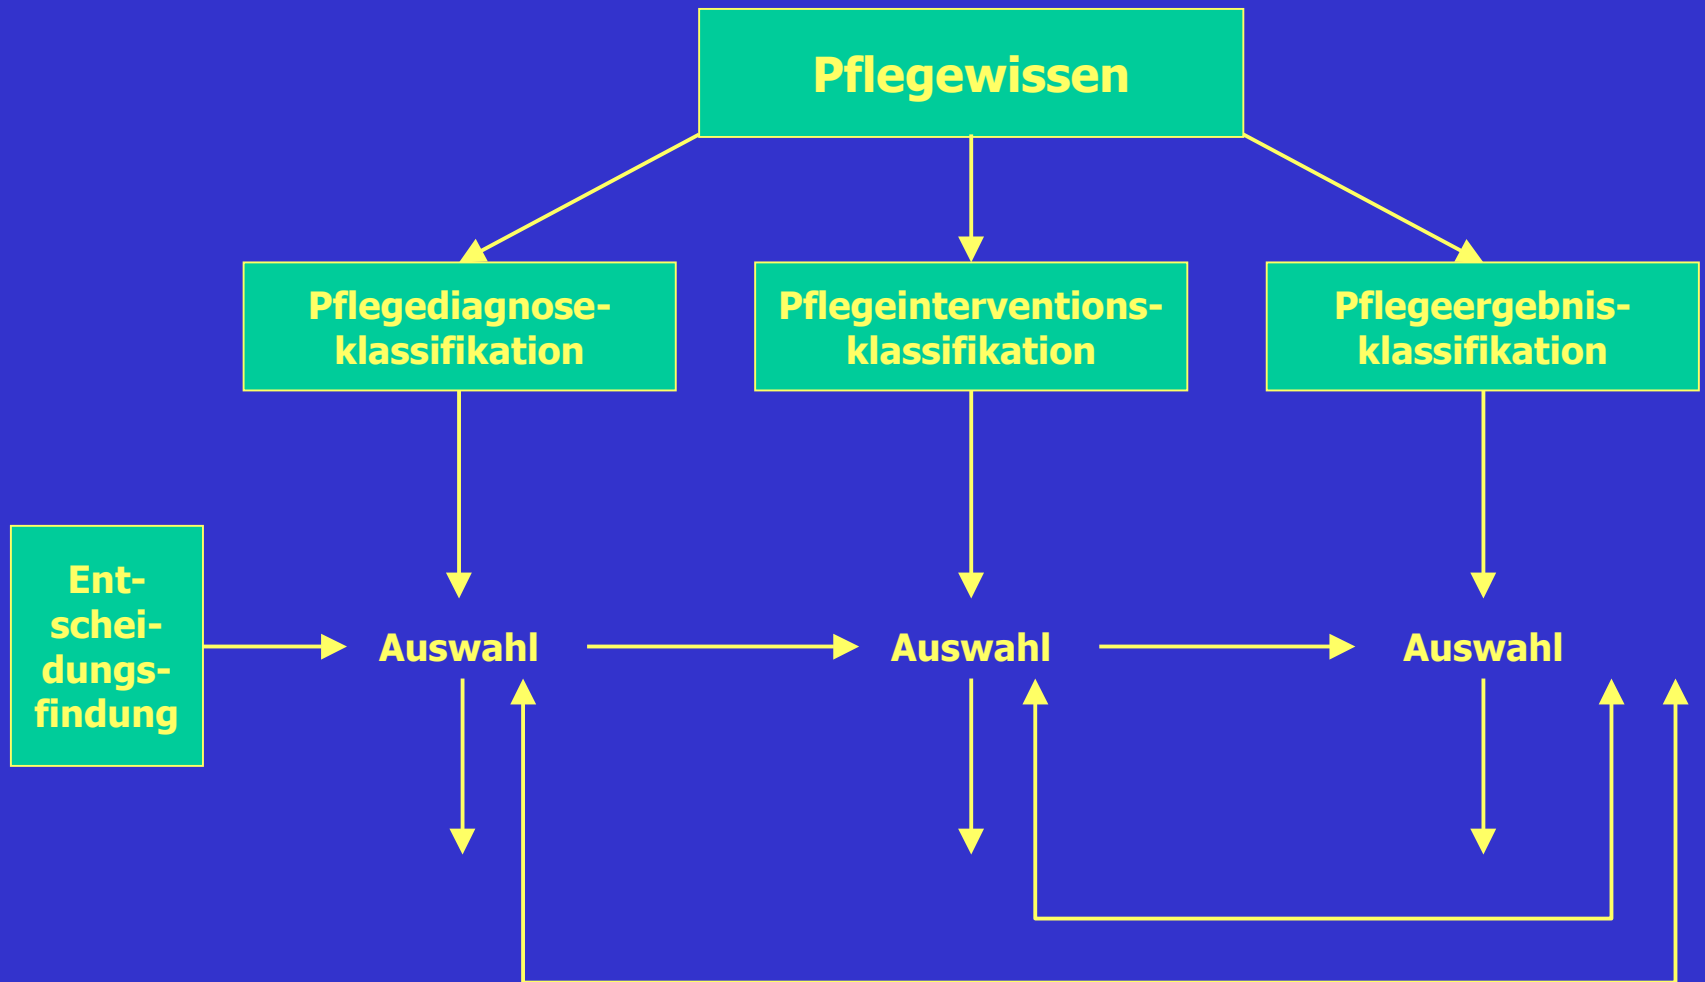 Pflegewissen
Pflegediagnose-
klassifikation
Pflegeinterventions-
klassifikation
Pflegeergebnis-
klassifikation
Ent-
schei-
dungs-
findung
Auswahl
Auswahl
Auswahl